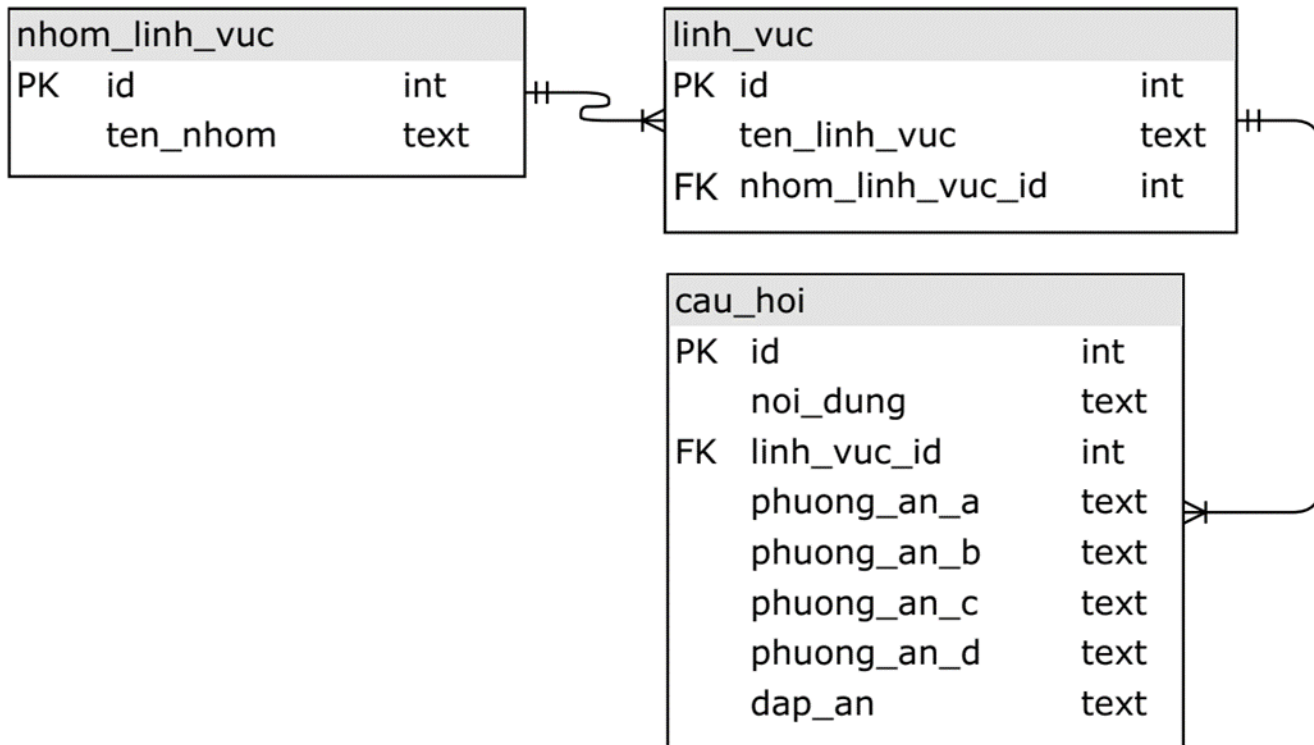 nhom_linh_vuc
PK id int
ten_nhom text
linh_vuc
PK id int
ten_linh_vuc text
FK nhom_linh_vuc_id int
cau_hoi
PK id int
noi_dung text
FK linh_vuc_id int
phuong_an_a text
phuong_an_b text
phuong_an_c text
phuong_an_d text
dap_an text